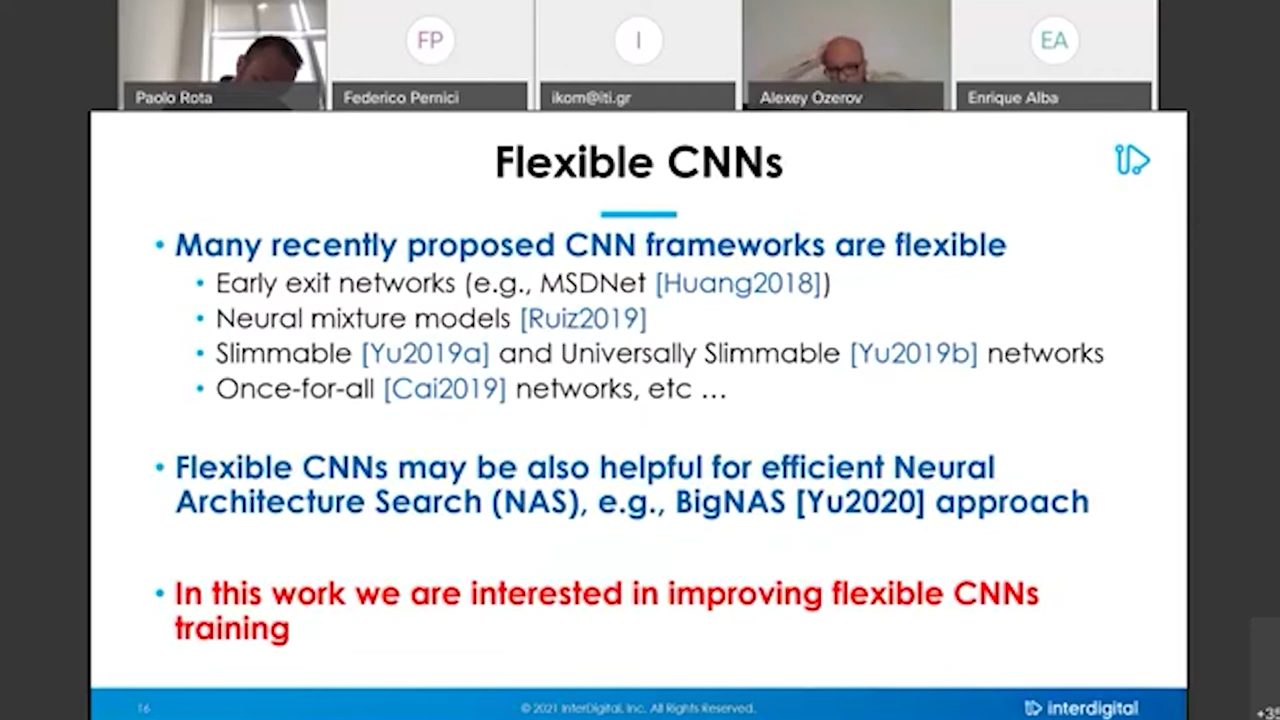 FP
I
EA
Paolo Rota
Federico Pernici
ikom@iti.gr
Alexey Ozerov
Enrique Alba
Flexible CNNs
• Many recently proposed CNN frameworks are flexible
• Early exit networks (e.g., MSDNet [Huang2018])
• Neural mixture models [Ruiz2019]
• Slimmable [Yu2019a] and Universally Slimmable [Yu2019b] networks
• Once-for-all [Cai2019] networks, etc …
• Flexible CNNs may be also helpful for efficient Neural
Architecture Search (NAS), e.g., BigNAS [Yu2020] approach
• In this work we are interested in improving flexible CNNs
training
16
© 2021 InterDigital, Inc. All Rights Reserved.
interdigital